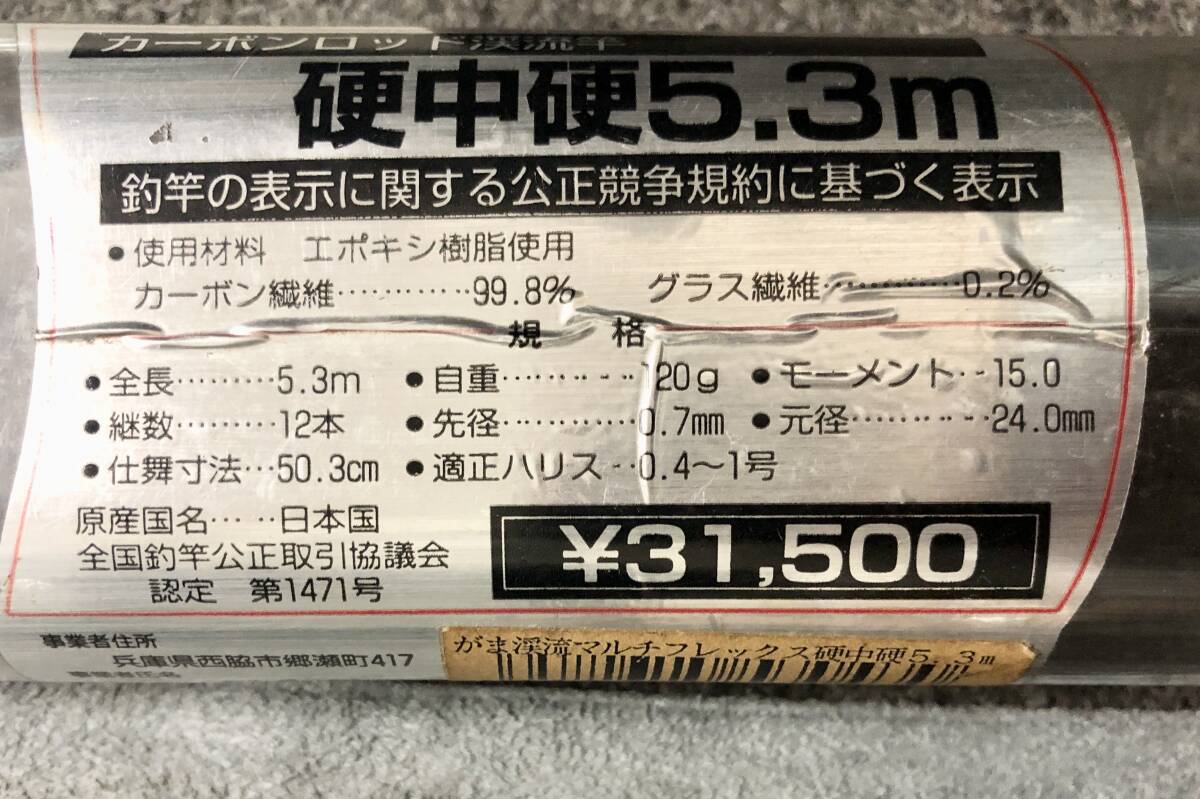 カーボンロッド渓流竿
硬中硬5.3m
釣竿の表示に関する公正競争規約に基づく表示
●使用材料 エポキシ樹脂使用
カーボン繊維…………99.8% グラス繊維…………0.2%
規 格
●全長………5.3m ●自重…………120g ●モーメント…15.0
●継数………12本 ●先径…………0.7mm ●元径…………24.0mm
●仕舞寸法…50.3cm ●適正ハリス…0.4〜1号
原産国名……日本国
全国釣竿公正取引協議会
認定 第1471号
¥31,500
事業者住所
兵庫県西脇市郷瀬町417
事業者氏名
がま渓流マルチフレックス硬中硬5.3m